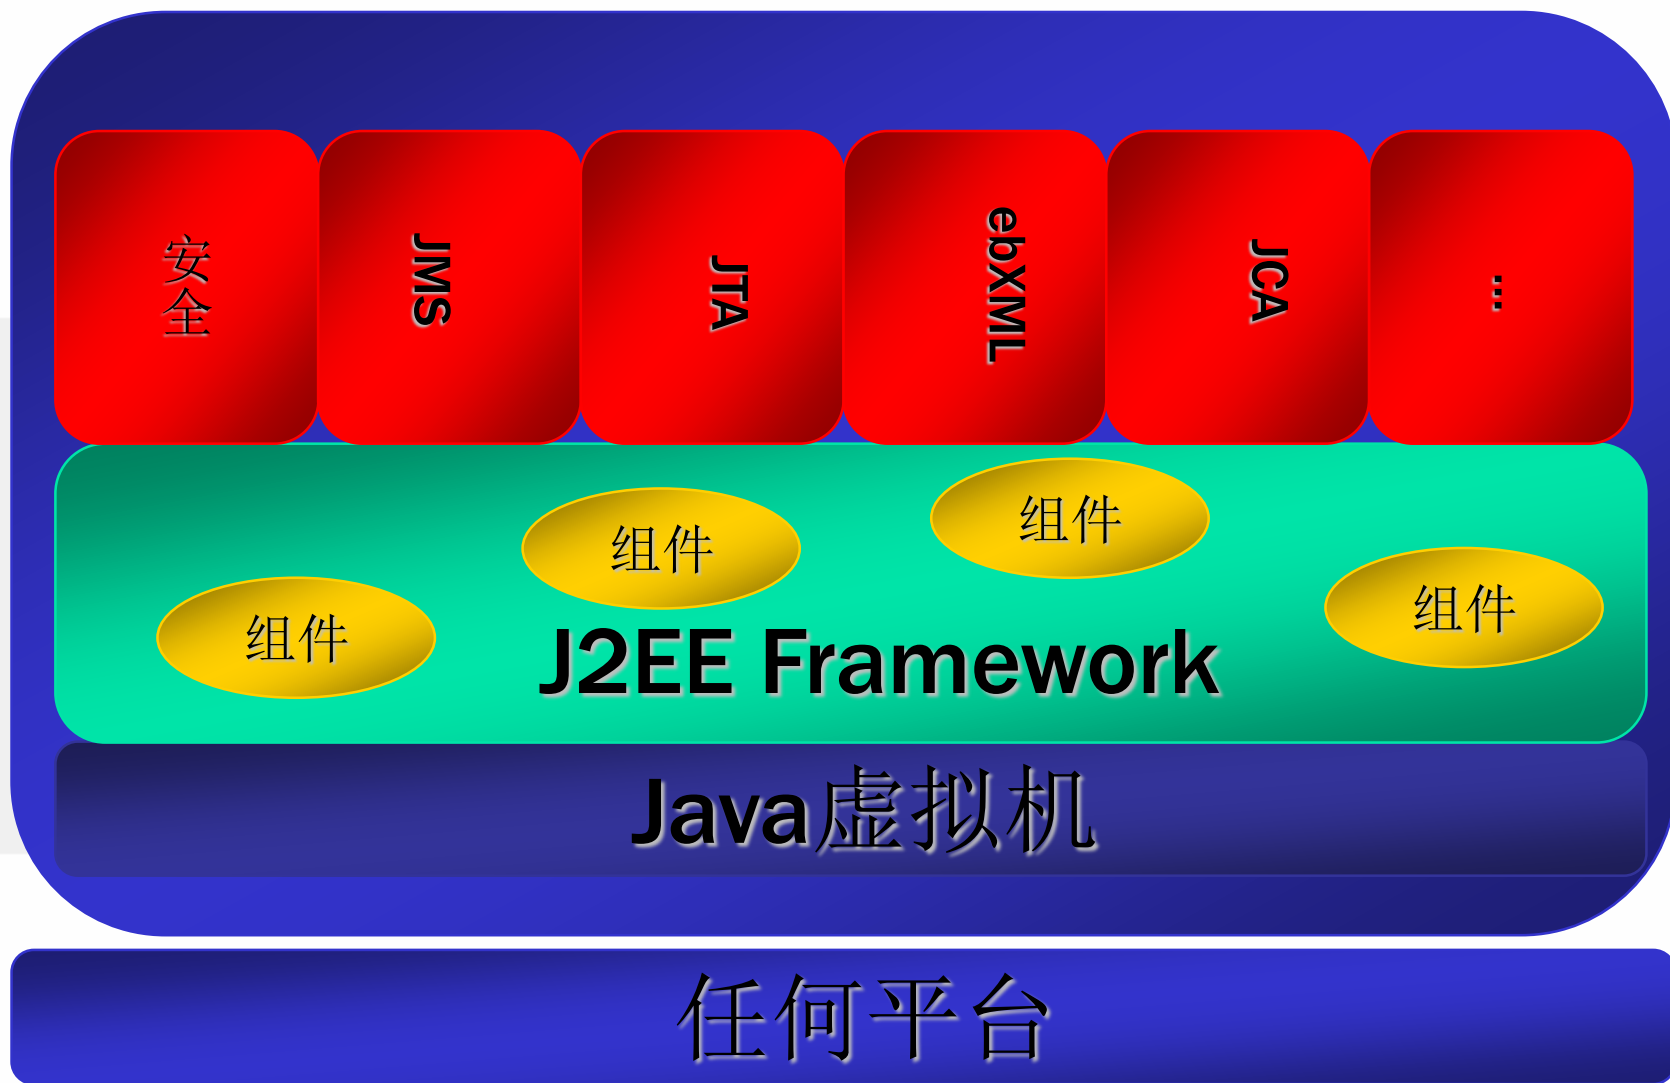 安全
JMS
JTA
ebXML
JCA
...
组件
组件
组件
组件
J2EE Framework
Java虚拟机
任何平台